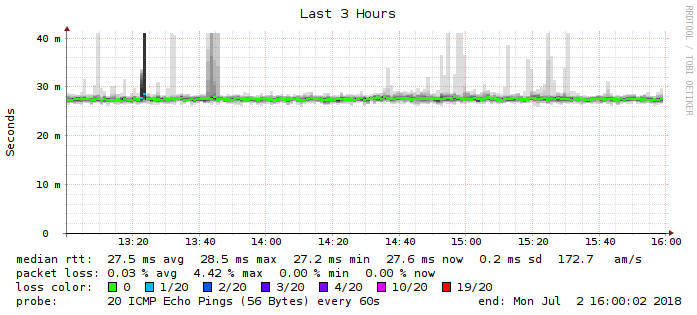 Last 3 Hours
RRDTOOL / TOBI OETIKER
Seconds
40 m
30 m
20 m
10 m
0
13:20 13:40 14:00 14:20 14:40 15:00 15:20 15:40 16:00
median rtt: 27.5 ms avg 28.5 ms max 27.2 ms min 27.6 ms now 0.2 ms sd 172.7 am/s
packet loss: 0.03 % avg 4.42 % max 0.00 % min 0.00 % now
loss color: 0 1/20 2/20 3/20 4/20 10/20 19/20
probe: 20 ICMP Echo Pings (56 Bytes) every 60s end: Mon Jul 2 16:00:02 2018